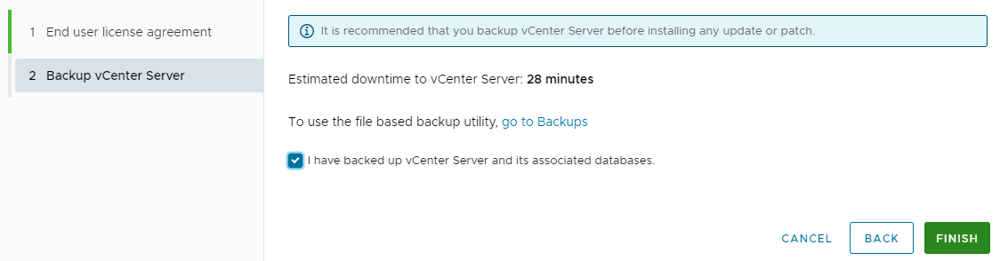 1 End user license agreement
2 Backup vCenter Server
It is recommended that you backup vCenter Server before installing any update or patch.
Estimated downtime to vCenter Server: 28 minutes
To use the file based backup utility, go to Backups
I have backed up vCenter Server and its associated databases.
CANCEL BACK FINISH